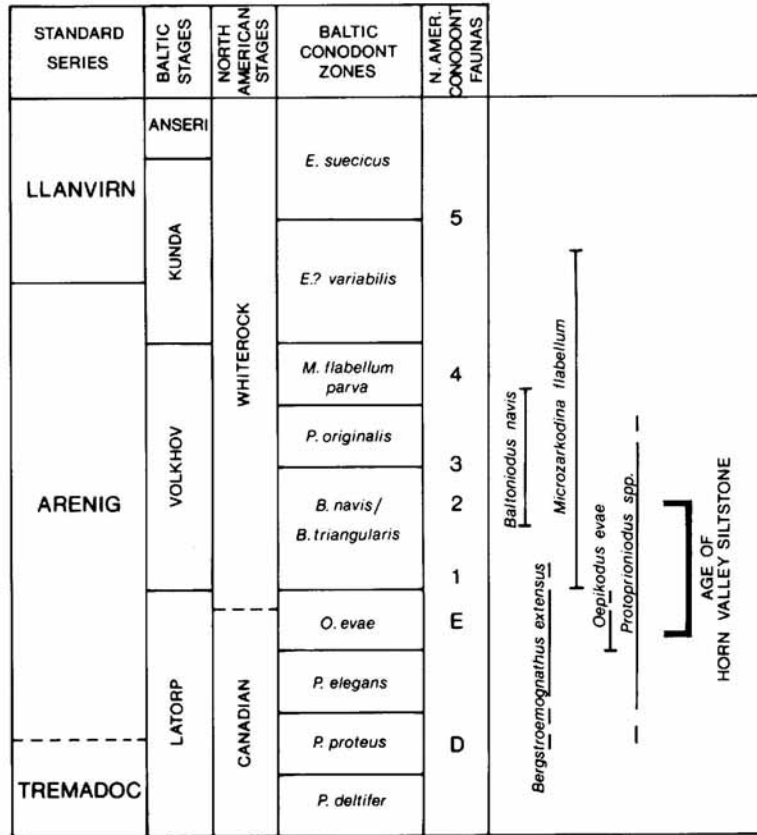 STANDARD
SERIES
BALTIC
STAGES
NORTH
AMERICAN
STAGES
BALTIC
CONODONT
ZONES
N. AMER.
CONODONT
FAUNAS
LLANVIRN
ARENIG
TREMADOC
ANSERI
KUNDA
VOLKHOV
LATORP
WHITEROCK
CANADIAN
E. suecicus
E.? variabilis
M. flabellum
parva
P. originalis
B. navis/
B. triangularis
O. evae
P. elegans
P. proteus
P. deltifer
5
4
3
2
1
E
D
Baltoniodus navis
Bergstroemognathus extensus
Microzarkodina flabellum
Oepikodus evae
Protoprioniodus spp.
AGE OF
HORN VALLEY SILTSTONE